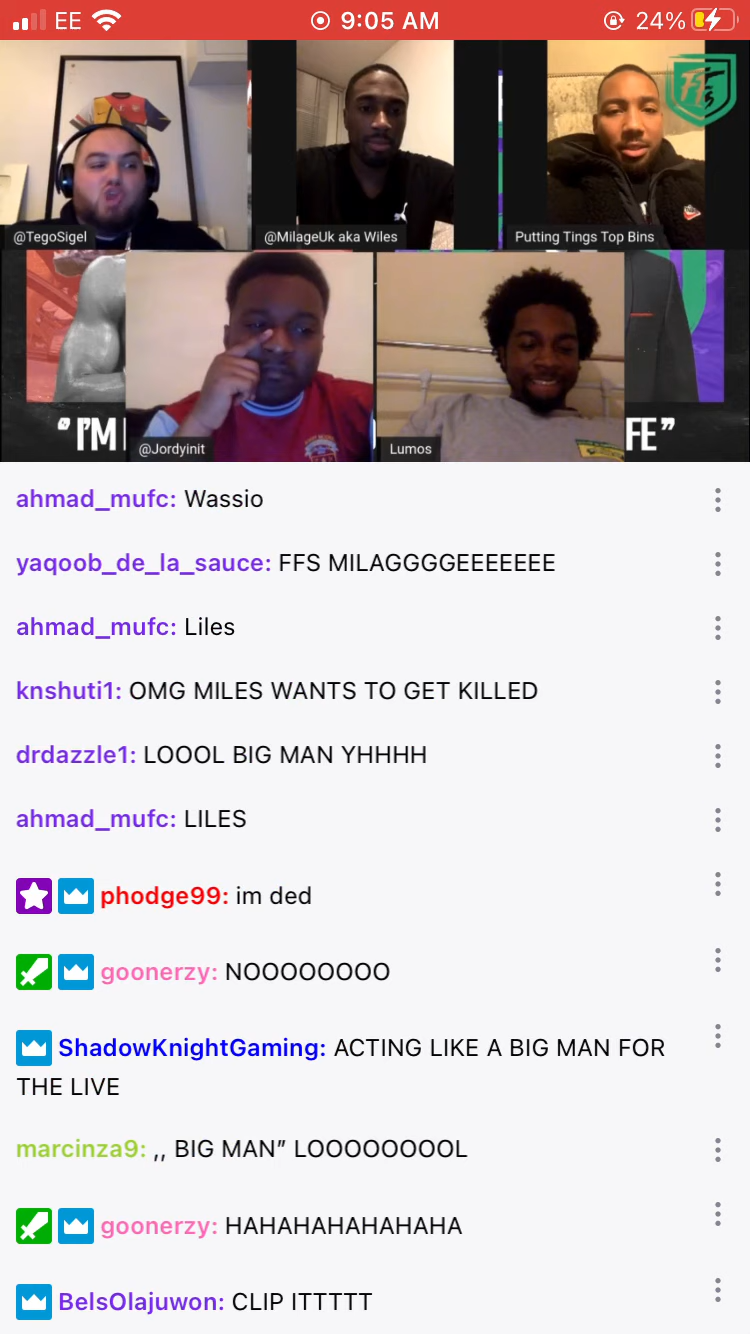 EE
9:05 AM
24%
FFS
@TegoSigel
@MilageUk aka Wiles
Putting Tings Top Bins
“I'M
FE”
@Jordyinit
Lumos
ahmad_mufc: Wassio
yaqoob_de_la_sauce: FFS MILAGGGGEEEEEEE
ahmad_mufc: Liles
knshuti1: OMG MILES WANTS TO GET KILLED
drdazzle1: LOOOL BIG MAN YHHHH
ahmad_mufc: LILES
phodge99: im ded
goonerzy: NOOOOOOOO
ShadowKnightGaming: ACTING LIKE A BIG MAN FOR
THE LIVE
marcinza9: ,, BIG MAN” LOOOOOOOOL
goonerzy: HAHAHAHAHAHAHA
BelsOlajuwon: CLIP ITTTTT